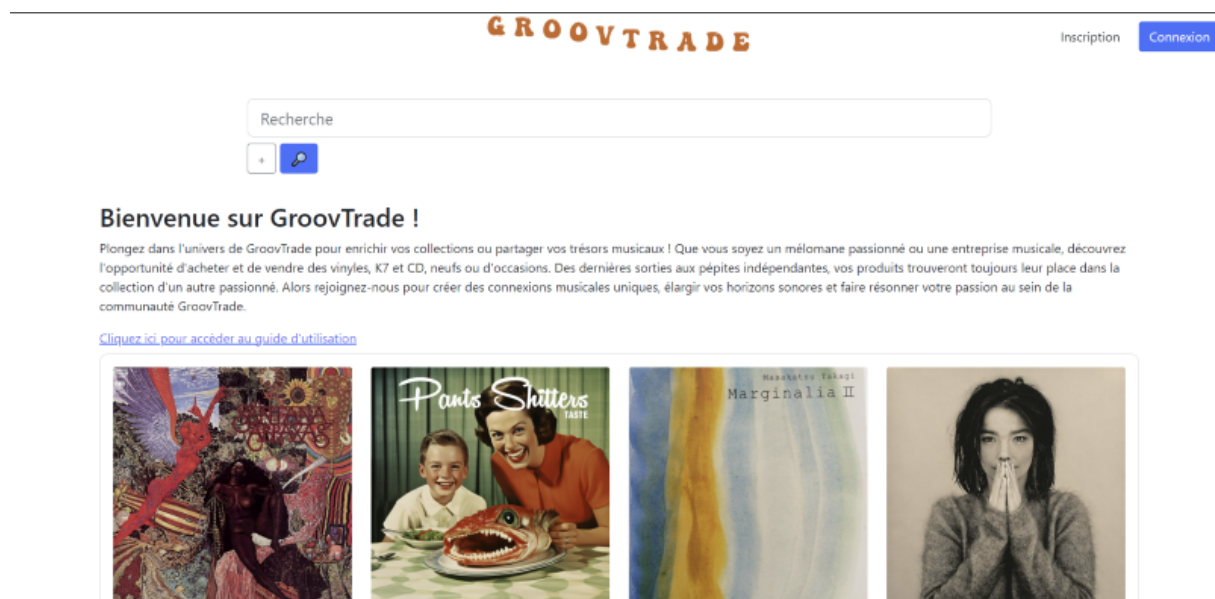 GROOVTRADE
Inscription
Connexion
Recherche
+
Bienvenue sur GroovTrade !
Plongez dans l'univers de GroovTrade pour enrichir vos collections ou partager vos trésors musicaux ! Que vous soyez un mélomane passionné ou une entreprise musicale, découvrez
l'opportunité d'acheter et de vendre des vinyles, K7 et CD, neufs ou d'occasions. Des dernières sorties aux pépites indépendantes, vos produits trouveront toujours leur place dans la
collection d'un autre passionné. Alors rejoignez-nous pour créer des connexions musicales uniques, élargir vos horizons sonores et faire résonner votre passion au sein de la
communauté GroovTrade.
Cliquez ici pour accéder au guide d'utilisation
Pants Shitters
TASTE
Masakatsu Takagi
Marginalia II